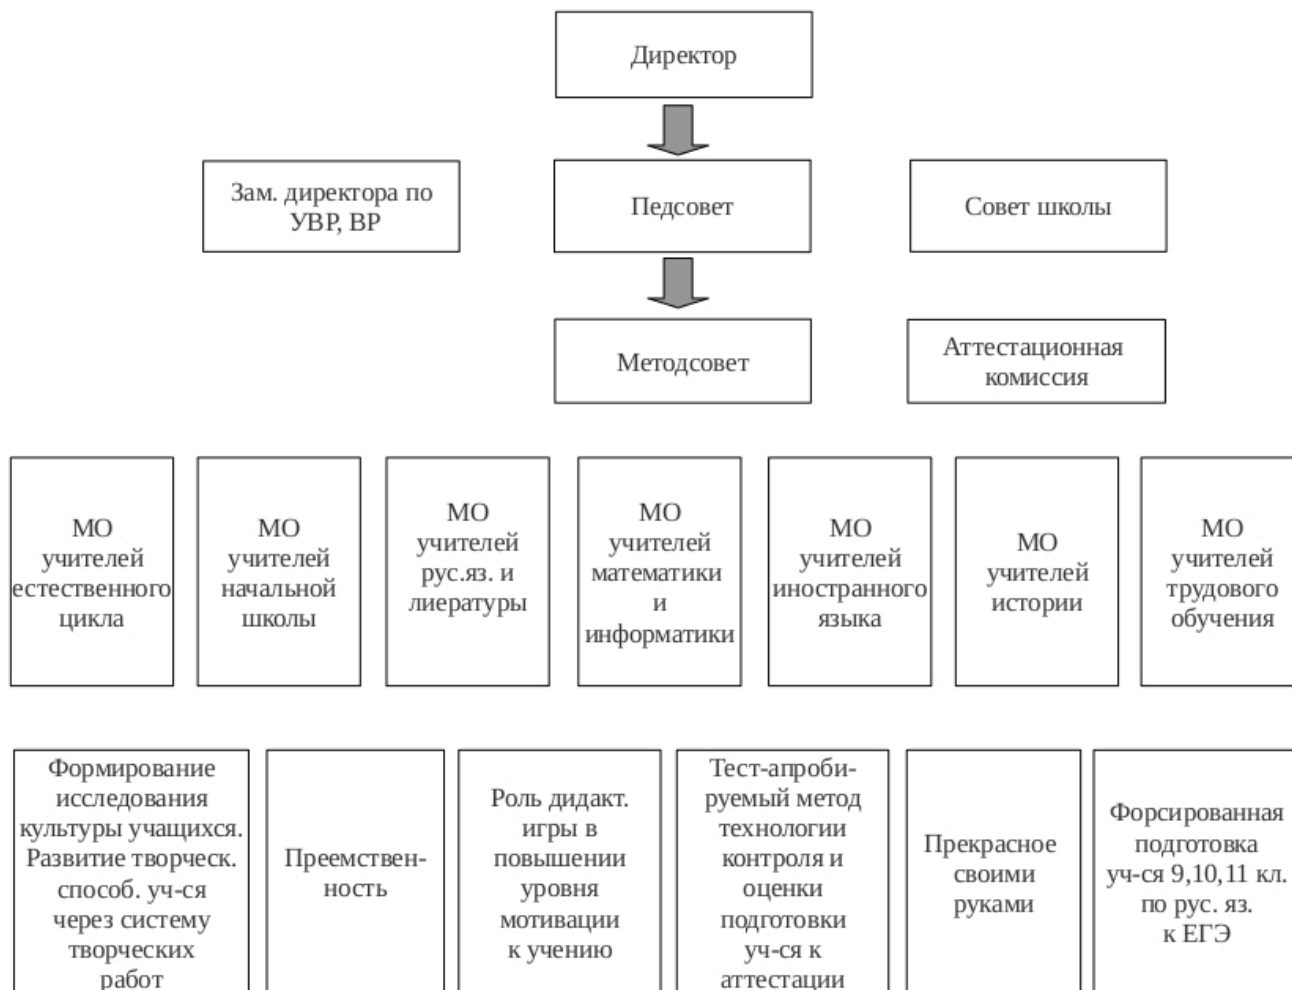 Директор
Зам. директора по
УВР, ВР
Педсовет
Совет школы
Методсовет
Аттестационная
комиссия
МО
учителей
естественного
цикла
МО
учителей
начальной
школы
МО
учителей
рус.яз. и
лиературы
МО
учителей
математики
и
информатики
МО
учителей
иностранного
языка
МО
учителей
истории
МО
учителей
трудового
обучения
Формирование
исследования
культуры учащихся.
Развитие творческ.
способ. уч-ся
через систему
творческих
работ
Преемствен-
ность
Роль дидакт.
игры в
повышении
уровня
мотивации
к учению
Тест-апроби-
руемый метод
технологии
контроля и
оценки
подготовки
уч-ся к
аттестации
Прекрасное
своими
руками
Форсированная
подготовка
уч-ся 9,10,11 кл.
по рус. яз.
к ЕГЭ